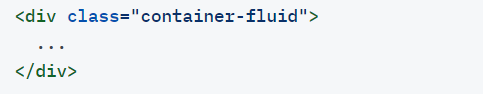 <div class="container-fluid">
  ...
</div>